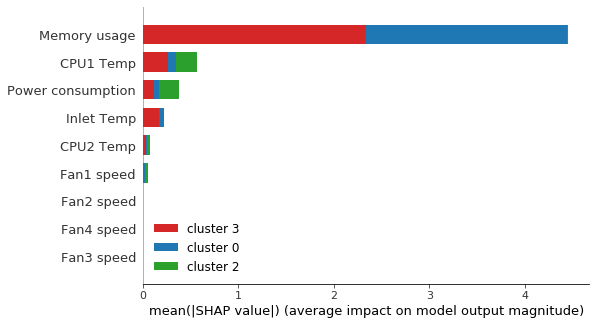 Memory usage
CPU1 Temp
Power consumption
Inlet Temp
CPU2 Temp
Fan1 speed
Fan2 speed
Fan4 speed
Fan3 speed
cluster 3
cluster 0
cluster 2
0 1 2 3 4
mean(|SHAP value|) (average impact on model output magnitude)